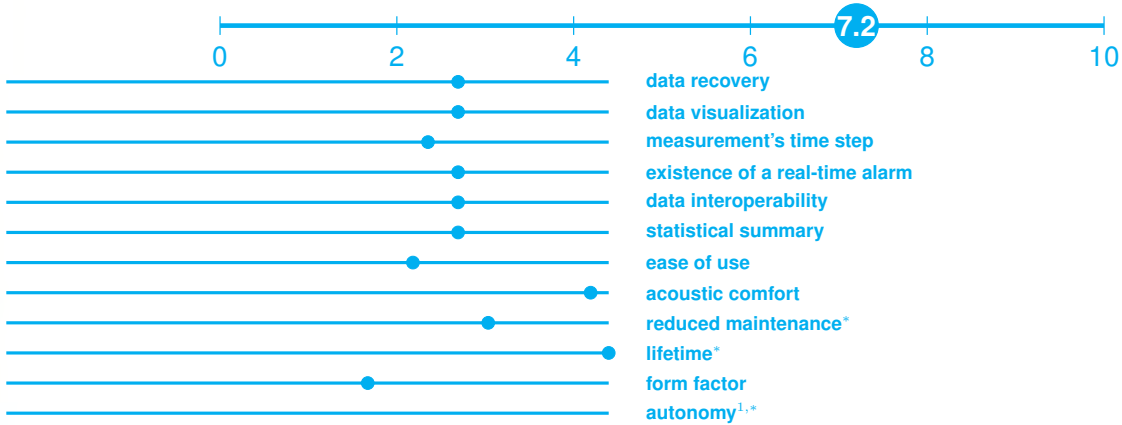 7.2
0 2 4 6 8 10
data recovery
data visualization
measurement's time step
existence of a real-time alarm
data interoperability
statistical summary
ease of use
acoustic comfort
reduced maintenance*
lifetime*
form factor
autonomy1,*